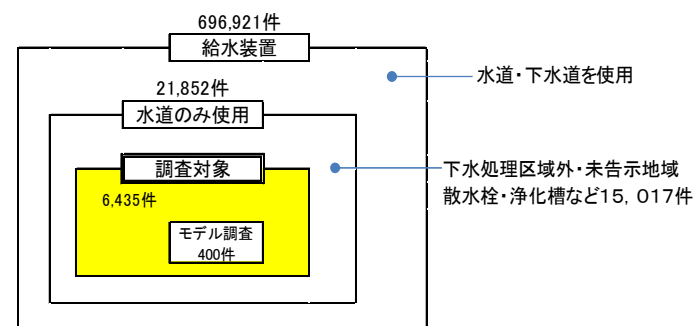 696,921件
給水装置
水道・下水道を使用
21,852件
水道のみ使用
調査対象
下水処理区域外・未告示地域
散水栓・浄化槽など15，017件
6,435件
モデル調査
400件